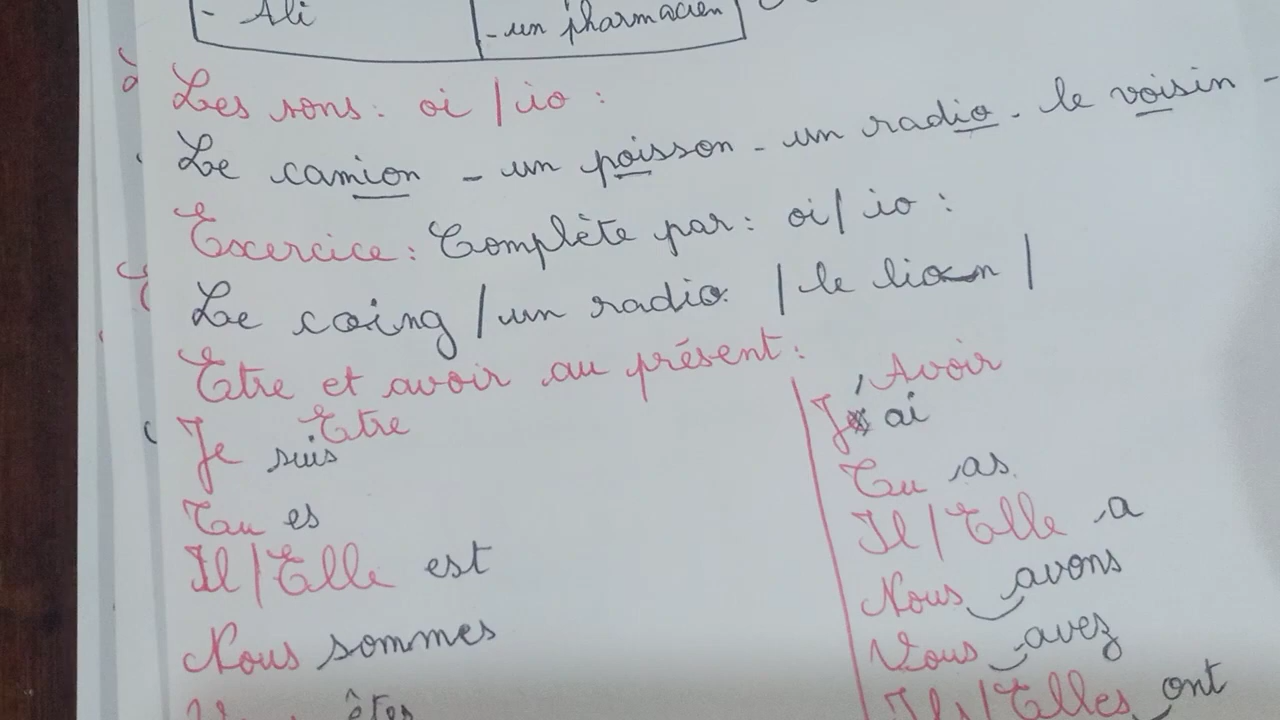 - Ali
- un pharmacien
Les sons: oi / io :
Le camion - un poisson - un radio - le voisin -
Exercice: Complète par: oi / io :
Le coing / un radio / le lion /
Etre et avoir au présent:
Etre
Je suis
Tu es
Il / Elle est
Nous sommes
êtes
Avoir
J' ai
Tu as
Il / Elle a
Nous avons
Vous avez
Ils / Elles ont